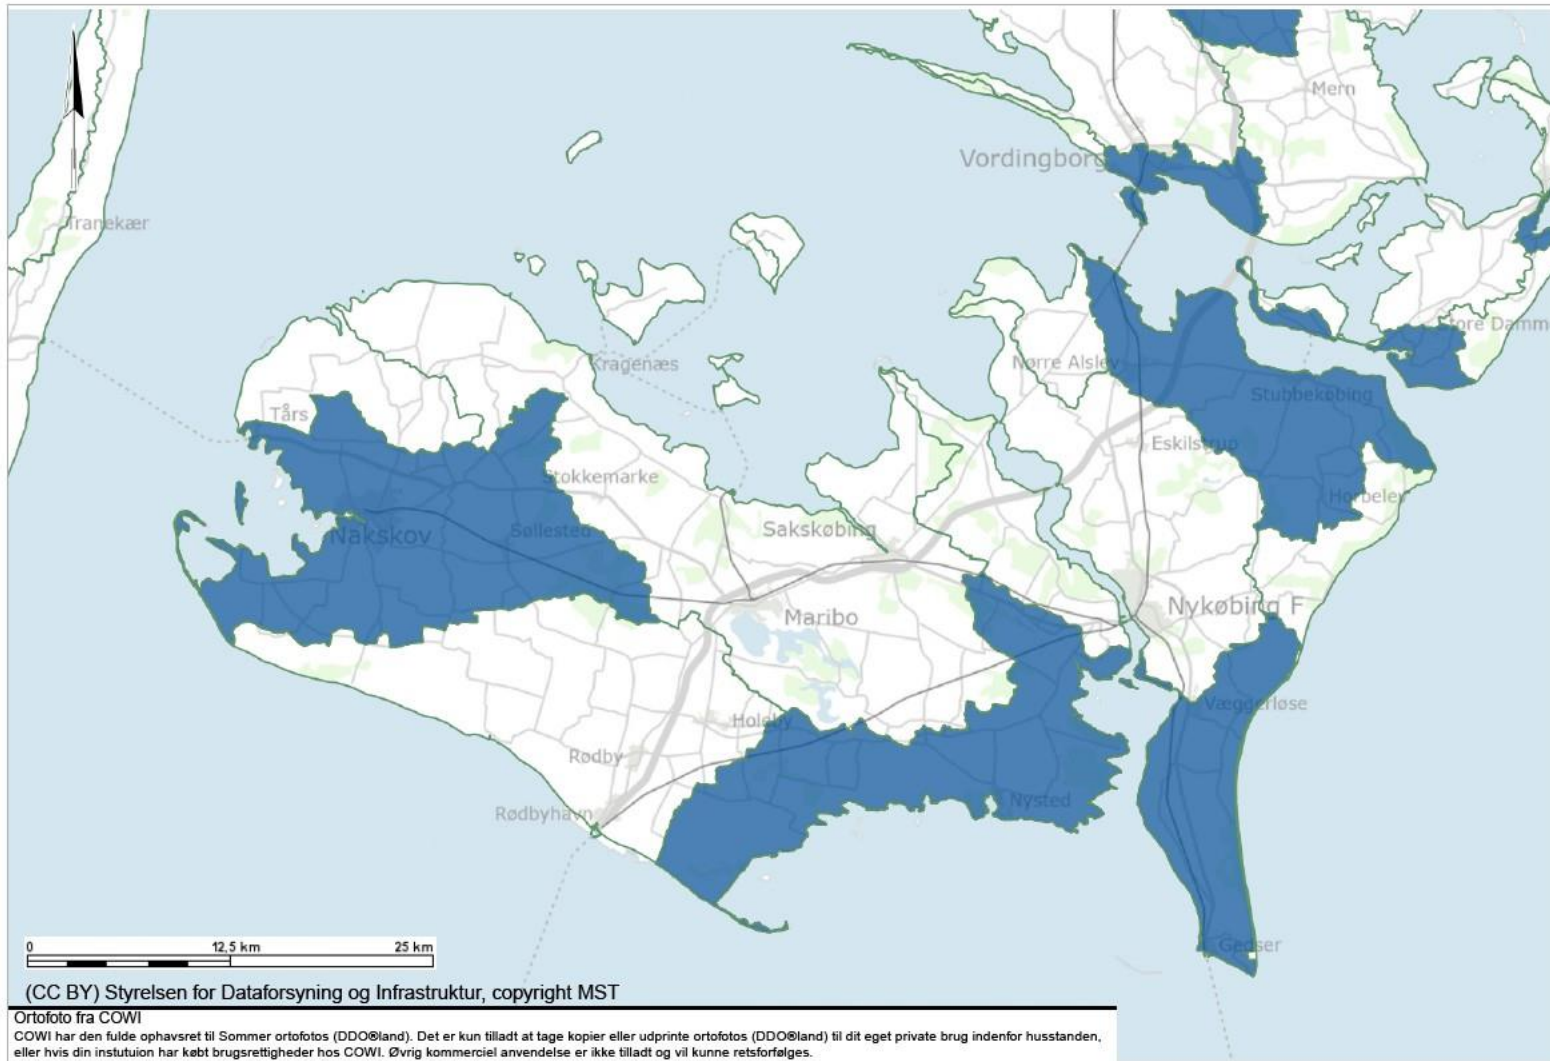 Mern
Vordingborg
Tranekær
Store Damme
Kragenæs
Nørre Alslev
Stubbekøbing
Tårs
Eskilstrup
Stokkemarke
Horbelev
Nakskov
Søllested
Sakskøbing
Maribo
Nykøbing F
Væggerløse
Holeby
Rødby
Rødbyhavn
Nysted
Gedser
0 12,5 km 25 km
(CC BY) Styrelsen for Dataforsyning og Infrastruktur, copyright MST
Ortofoto fra COWI
COWI har den fulde ophavsret til Sommer ortofotos (DDO®land). Det er kun tilladt at tage kopier eller udprinte ortofotos (DDO®land) til dit eget private brug indenfor husstanden,
eller hvis din instutuion har købt brugsrettigheder hos COWI. Øvrig kommerciel anvendelse er ikke tilladt og vil kunne retsforfølges.